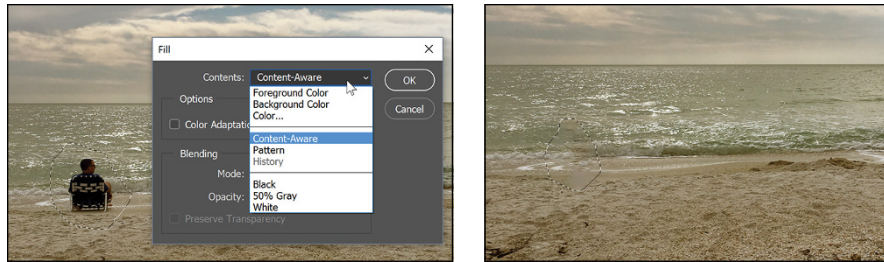 Fill
Contents: Content-Aware
OK
Foreground Color
Background Color
Color...
Options
Cancel
Color Adaptatio
Content-Aware
Pattern
History
Blending
Mode:
Black
Opacity: 50% Gray
White
Preserve Transparency